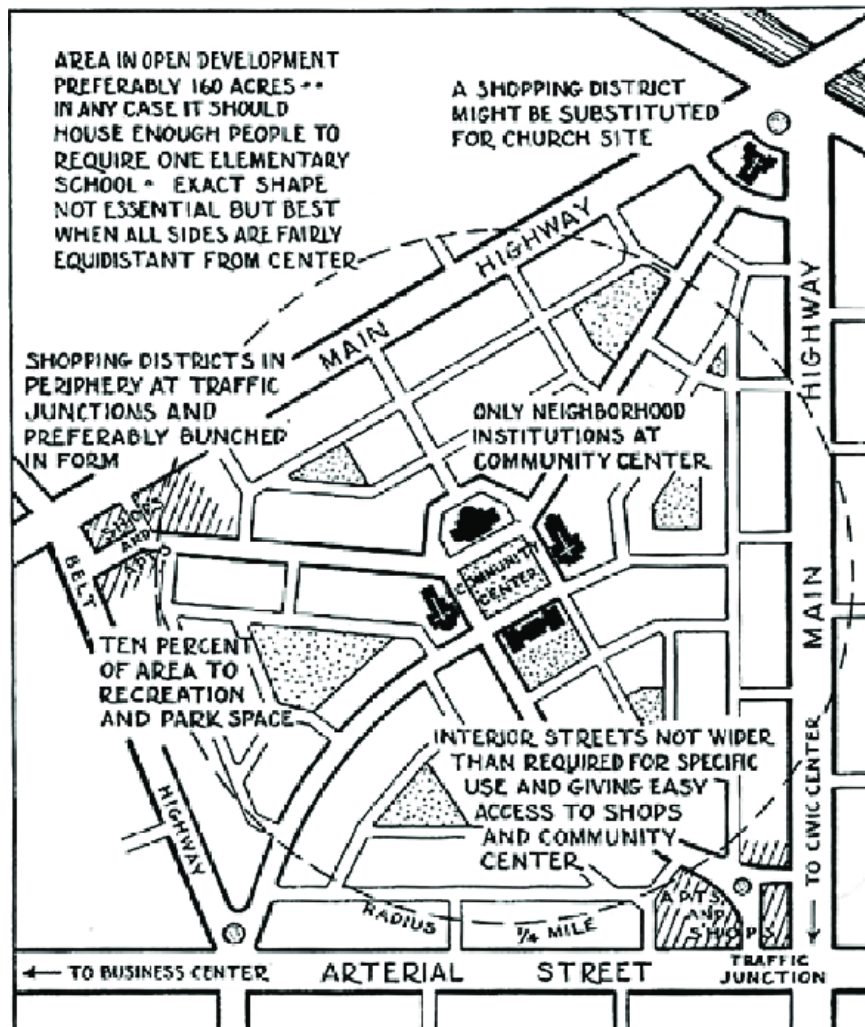 AREA IN OPEN DEVELOPMENT
PREFERABLY 160 ACRES --
IN ANY CASE IT SHOULD
HOUSE ENOUGH PEOPLE TO
REQUIRE ONE ELEMENTARY
SCHOOL - EXACT SHAPE
NOT ESSENTIAL BUT BEST
WHEN ALL SIDES ARE FAIRLY
EQUIDISTANT FROM CENTER
A SHOPPING DISTRICT
MIGHT BE SUBSTITUTED
FOR CHURCH SITE
MAIN HIGHWAY
SHOPPING DISTRICTS IN
PERIPHERY AT TRAFFIC
JUNCTIONS AND
PREFERABLY BUNCHED
IN FORM
ONLY NEIGHBORHOOD
INSTITUTIONS AT
COMMUNITY CENTER
SHOPS
AND
COMMUNITY
CENTER
BELT HIGHWAY
MAIN HIGHWAY
TEN PERCENT
OF AREA TO
RECREATION
AND PARK SPACE
INTERIOR STREETS NOT WIDER
THAN REQUIRED FOR SPECIFIC
USE AND GIVING EASY
ACCESS TO SHOPS
AND COMMUNITY
CENTER
TO CIVIC CENTER
RADIUS 1/4 MILE
APTS.
AND
SHOPS
← TO BUSINESS CENTER
ARTERIAL STREET
TRAFFIC
JUNCTION